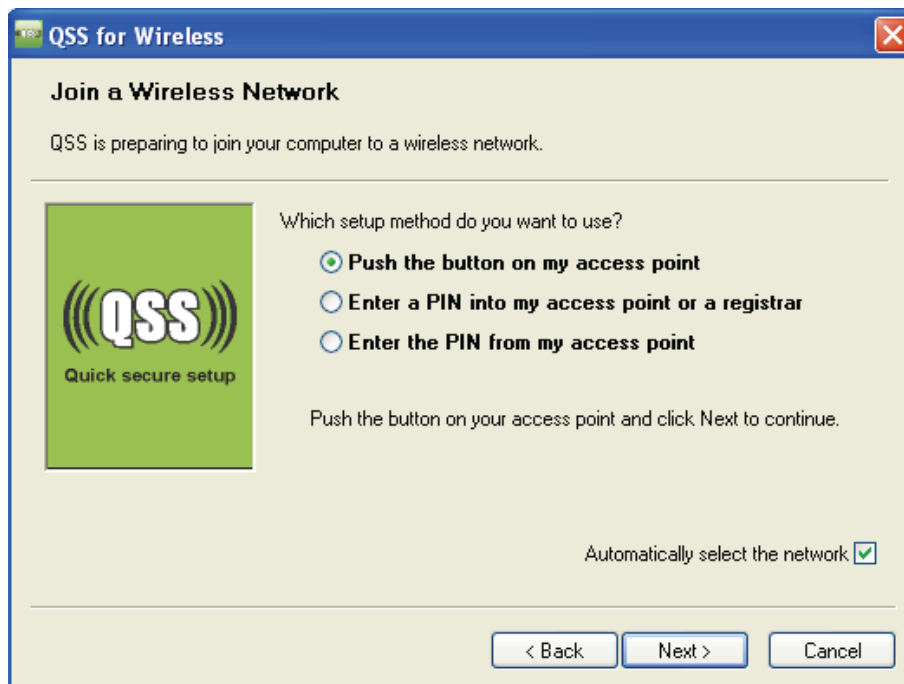 QSS for Wireless
Join a Wireless Network
QSS is preparing to join your computer to a wireless network.
Which setup method do you want to use?
Push the button on my access point
Enter a PIN into my access point or a registrar
Enter the PIN from my access point
(((QSS)))
Quick secure setup
Push the button on your access point and click Next to continue.
Automatically select the network
< Back
Next >
Cancel